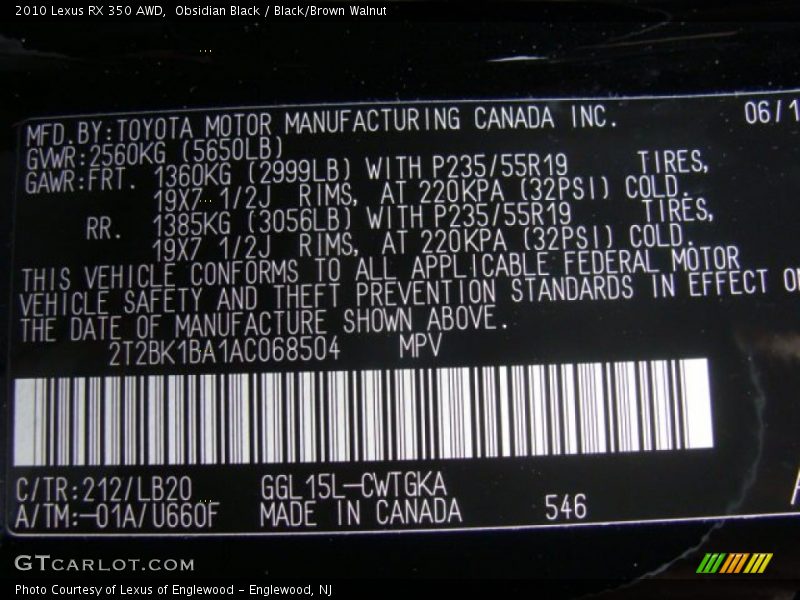 2010 Lexus RX 350 AWD,  Obsidian Black / Black/Brown Walnut
MFD.BY:TOYOTA MOTOR MANUFACTURING CANADA INC. 06/1
GVWR:2560KG (5650LB)
GAWR:FRT. 1360KG (2999LB) WITH P235/55R19 TIRES,
19X7 1/2J RIMS, AT 220KPA (32PSI) COLD.
RR. 1385KG (3056LB) WITH P235/55R19 TIRES,
19X7 1/2J RIMS, AT 220KPA (32PSI) COLD.
THIS VEHICLE CONFORMS TO ALL APPLICABLE FEDERAL MOTOR
VEHICLE SAFETY AND THEFT PREVENTION STANDARDS IN EFFECT O
THE DATE OF MANUFACTURE SHOWN ABOVE.
2T2BK1BA1AC068504 MPV
C/TR:212/LB20 GGL15L-CWTGKA
A/TM:-01A/U660F MADE IN CANADA 546
GTCARLOT.COM
Photo Courtesy of Lexus of Englewood - Englewood, NJ